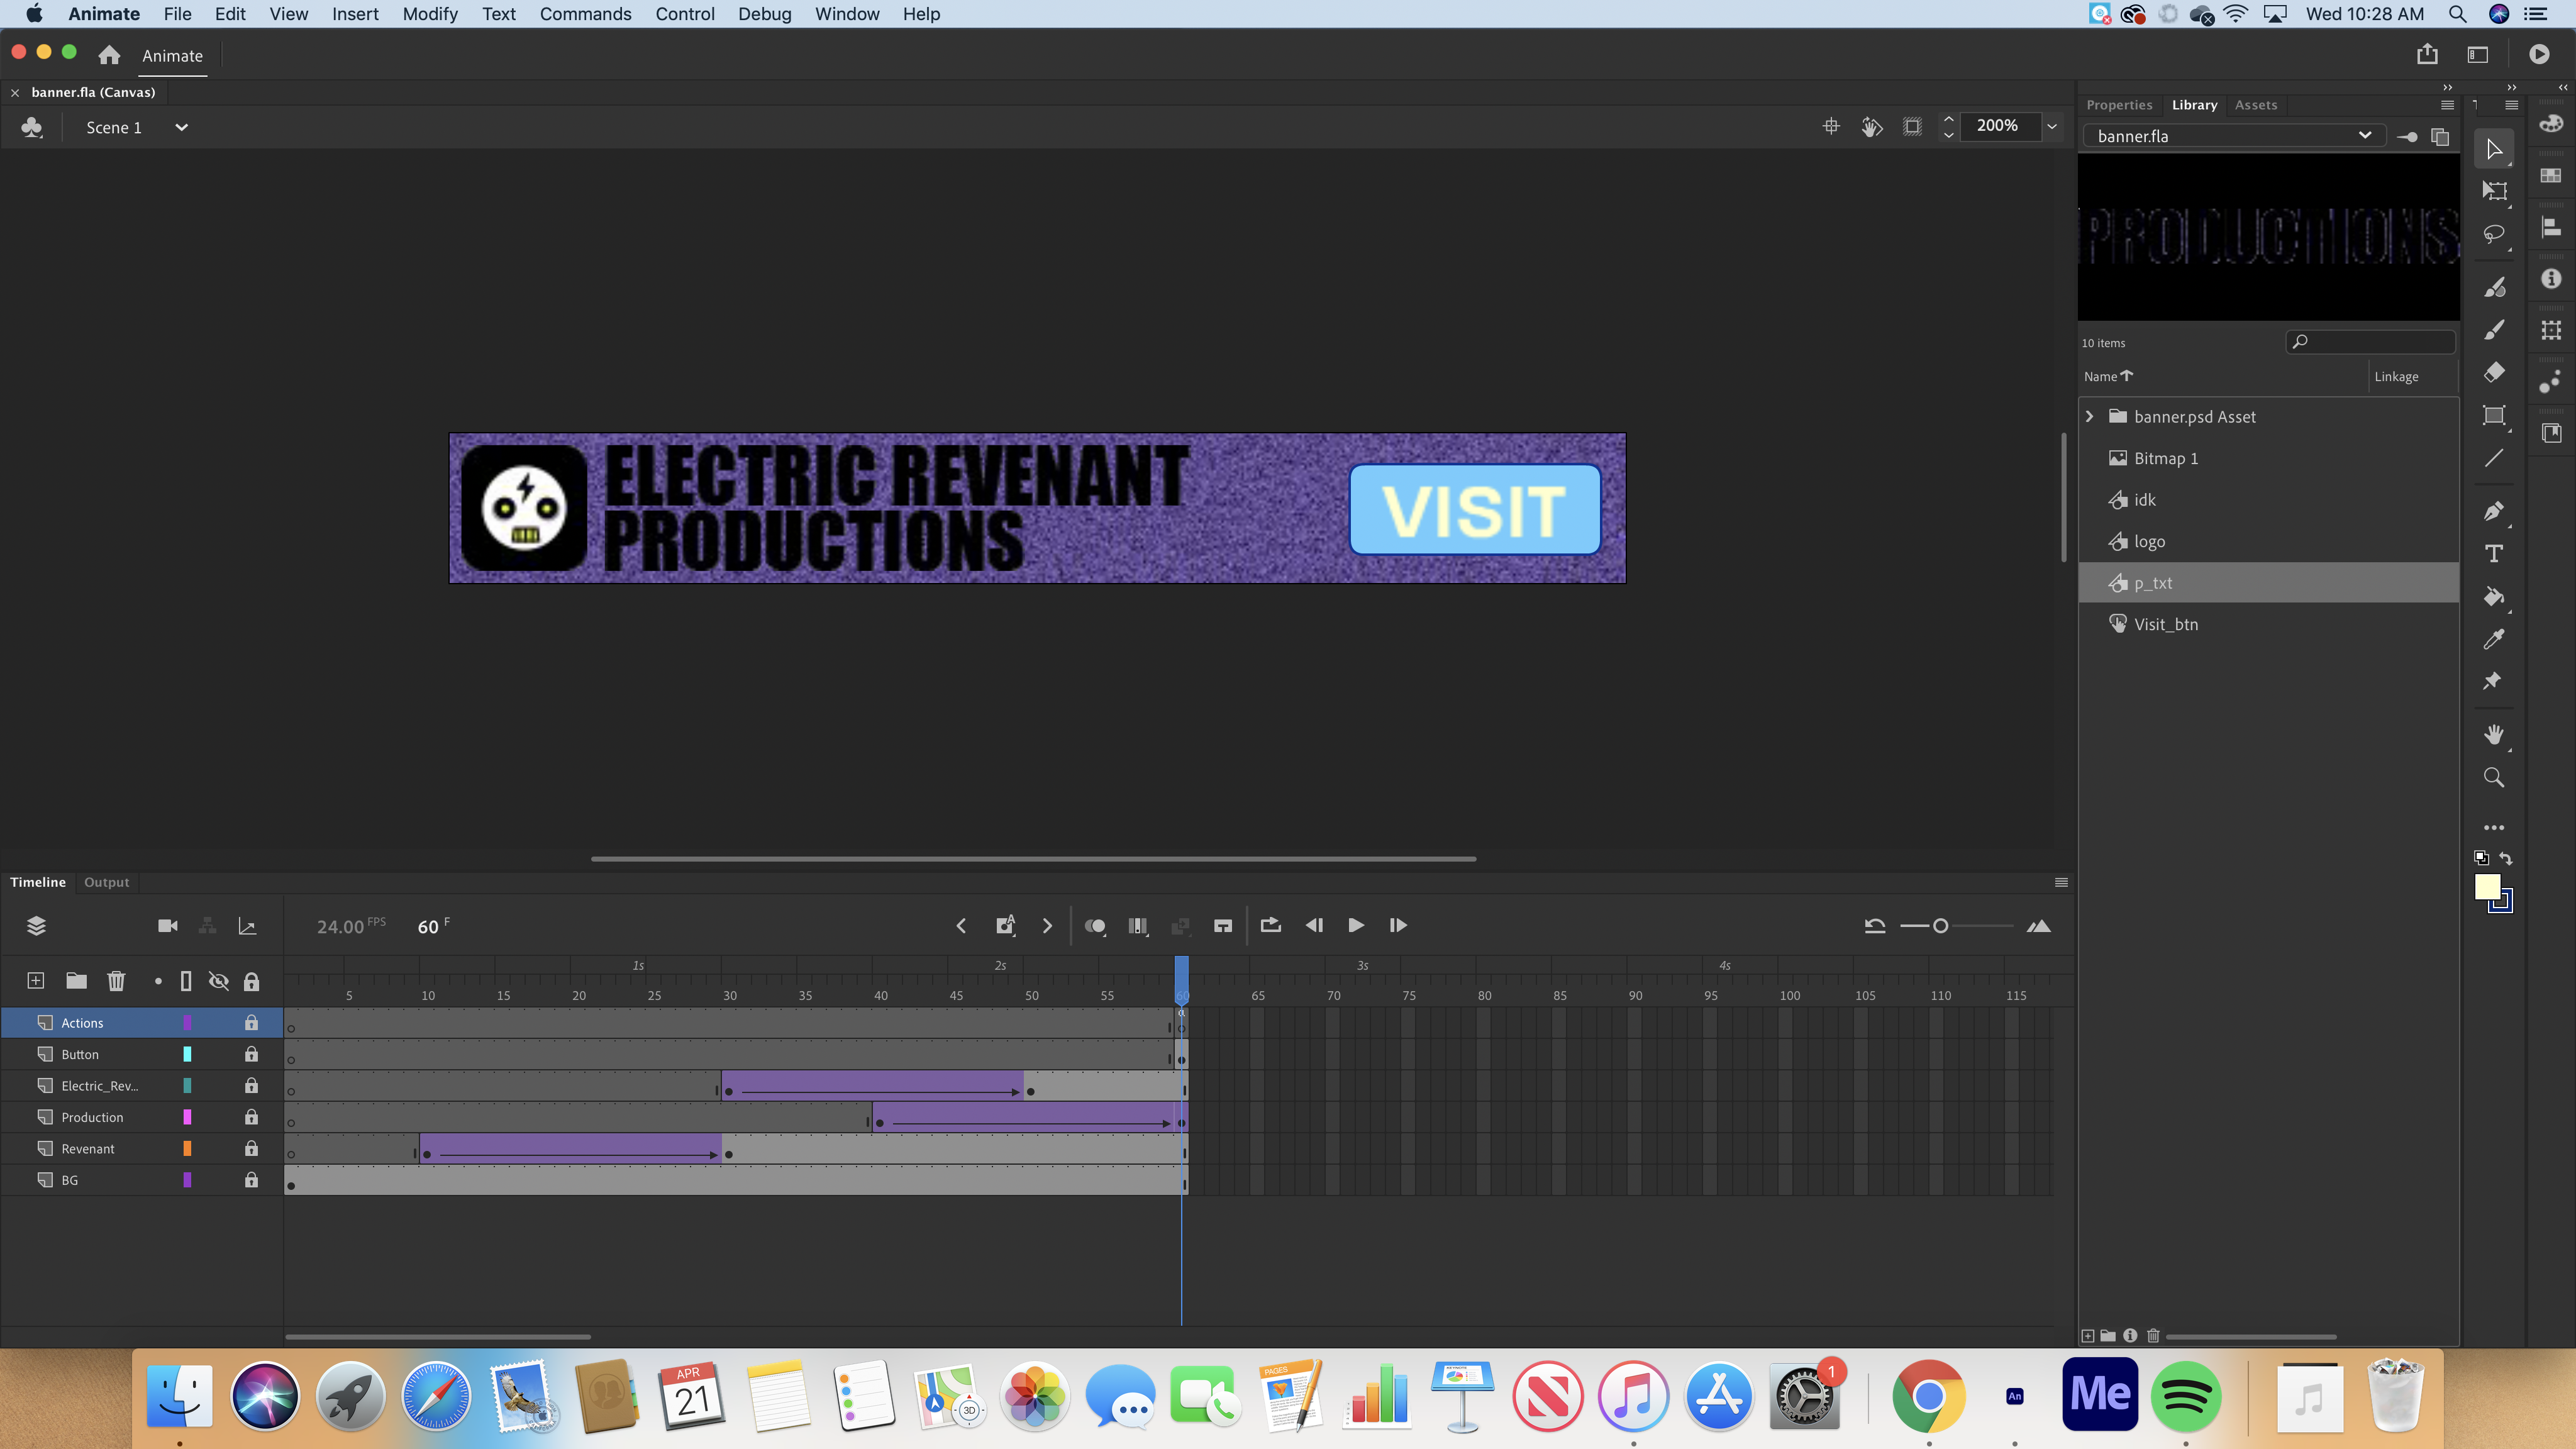 Animate File Edit View Insert Modify Text Commands Control Debug Window Help Wed 10:28 AM
Animate
banner.fla (Canvas)
Scene 1
200%
Properties Library Assets
banner.fla
PRODUCTIONS
10 items
Name Linkage
banner.psd Asset
Bitmap 1
idk
logo
p_txt
Visit_btn
ELECTRIC REVENANT
PRODUCTIONS
VISIT
Timeline Output
24.00 FPS 60 F
1s 2s 3s 4s
5 10 15 20 25 30 35 40 45 50 55 60 65 70 75 80 85 90 95 100 105 110 115
Actions
Button
Electric_Rev...
Production
Revenant
BG
APR
21
3D
PAGES
KEYNOTE
1
An
Me